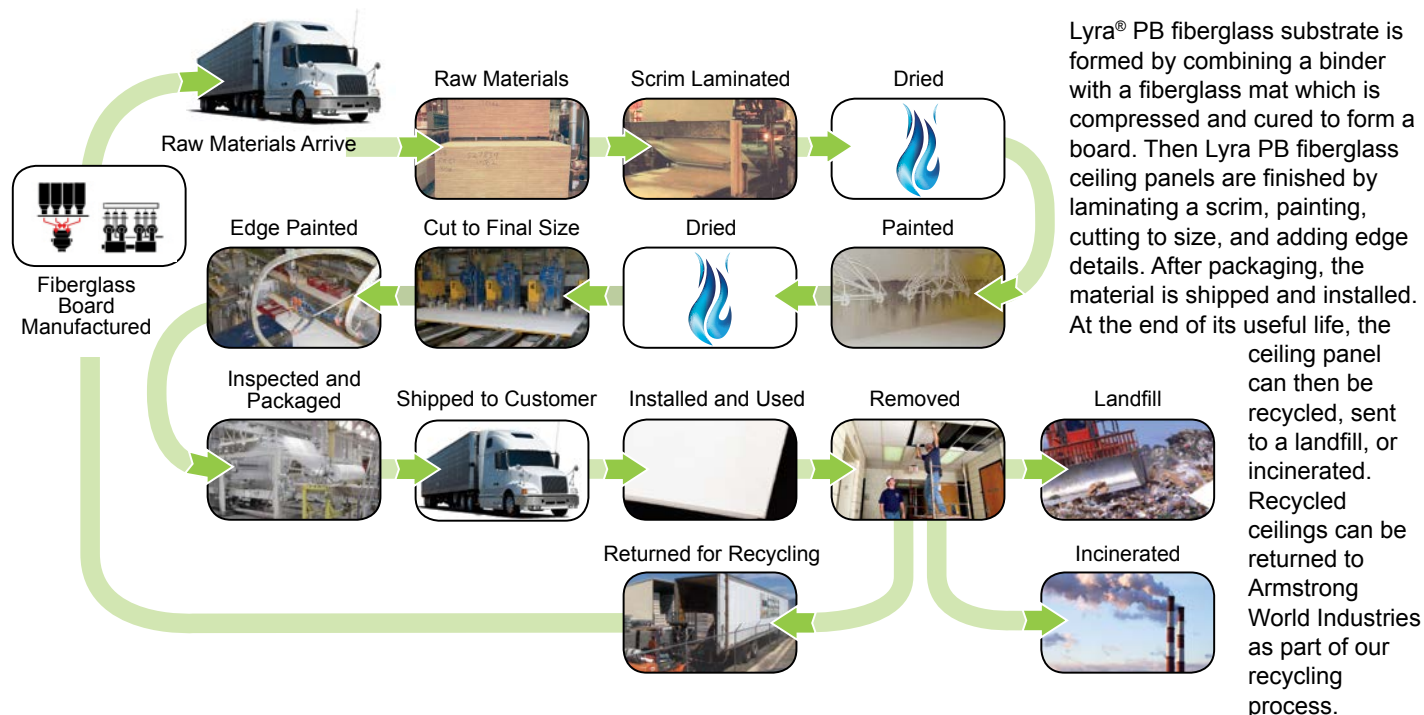 Raw Materials Arrive
Raw Materials
Scrim Laminated
Dried
Fiberglass
Board
Manufactured
Edge Painted
Cut to Final Size
Dried
Painted
Inspected and
Packaged
Shipped to Customer
Installed and Used
Removed
Landfill
Returned for Recycling
Incinerated
Lyra® PB fiberglass substrate is
formed by combining a binder
with a fiberglass mat which is
compressed and cured to form a
board. Then Lyra PB fiberglass
ceiling panels are finished by
laminating a scrim, painting,
cutting to size, and adding edge
details. After packaging, the
material is shipped and installed.
At the end of its useful life, the
ceiling panel
can then be
recycled, sent
to a landfill, or
incinerated.
Recycled
ceilings can be
returned to
Armstrong
World Industries
as part of our
recycling
process.